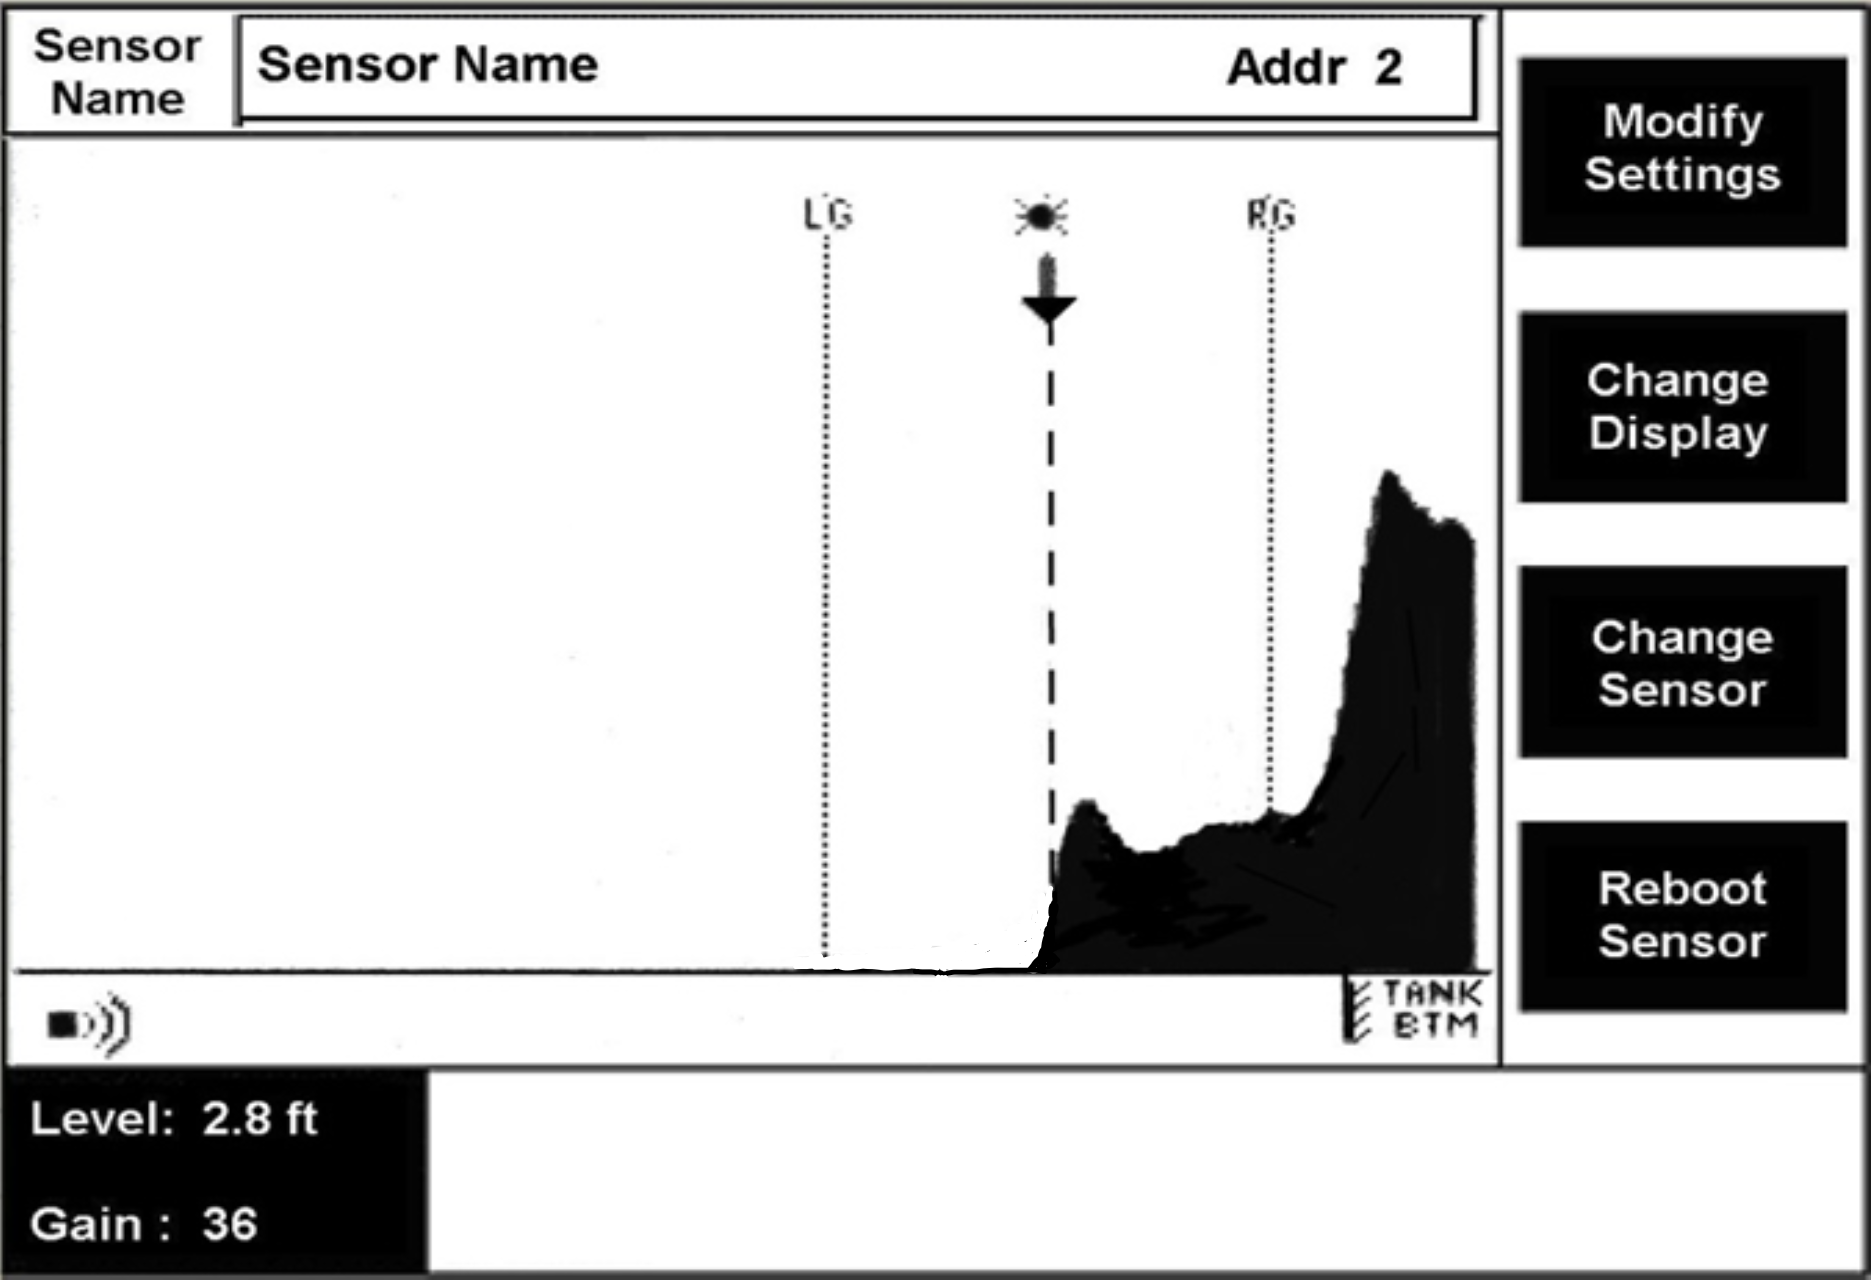 Sensor
Name
Sensor Name Addr 2
Modify
Settings
LG RG
Change
Display
Change
Sensor
Reboot
Sensor
TANK
BTM
Level: 2.8 ft
Gain : 36